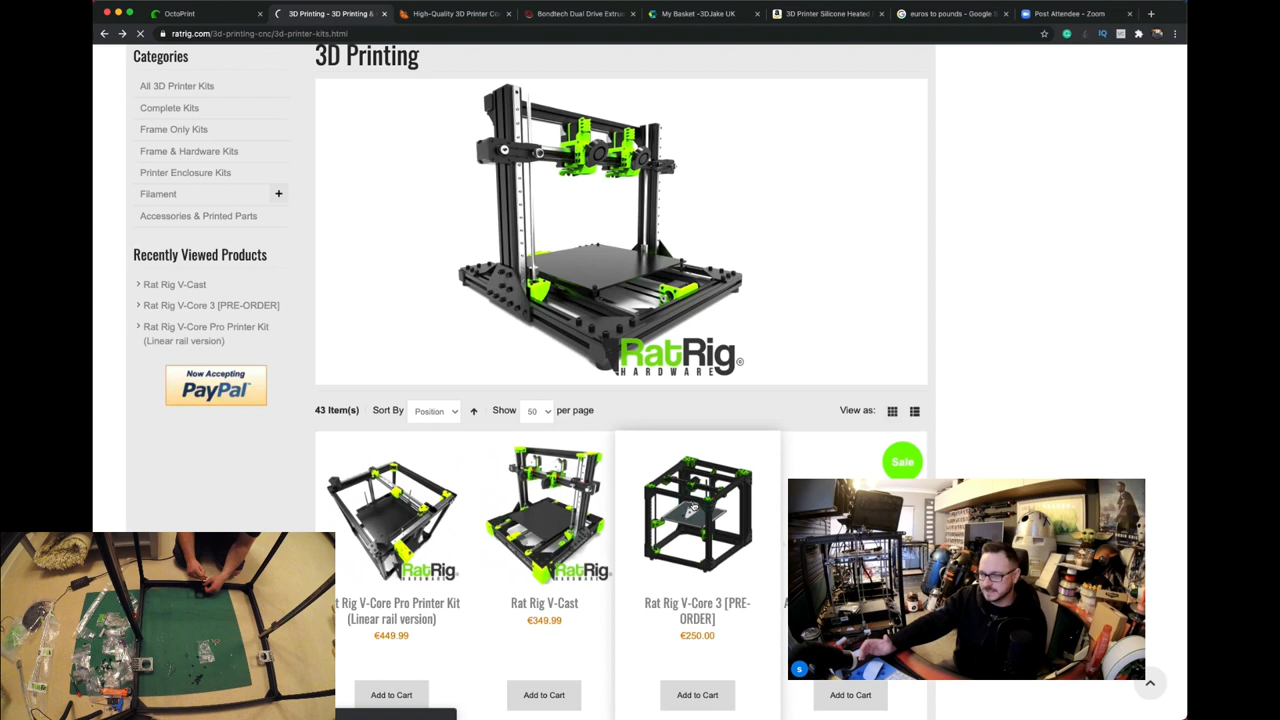 OctoPrint
3D Printing - 3D Printing &
High-Quality 3D Printer Co
Bondtech Dual Drive Extrud
My Basket -3DJake UK
3D Printer Silicone Heated
euros to pounds - Google S
Post Attendee - Zoom
ratrig.com/3d-printing-cnc/3d-printer-kits.html
Categories
All 3D Printer Kits
Complete Kits
Frame Only Kits
Frame & Hardware Kits
Printer Enclosure Kits
Filament
Accessories & Printed Parts
Recently Viewed Products
Rat Rig V-Cast
Rat Rig V-Core 3 [PRE-ORDER]
Rat Rig V-Core Pro Printer Kit
(Linear rail version)
Now Accepting
PayPal
3D Printing
RatRig
HARDWARE
43 Item(s)
Sort By
Position
Show
50
per page
View as:
Sale
RatRig
HARDWARE
RatRig
HARDWARE
t Rig V-Core Pro Printer Kit
(Linear rail version)
€449.99
Add to Cart
Rat Rig V-Cast
€349.99
Add to Cart
Rat Rig V-Core 3 [PRE-
ORDER]
€250.00
Add to Cart
Add to Cart
s